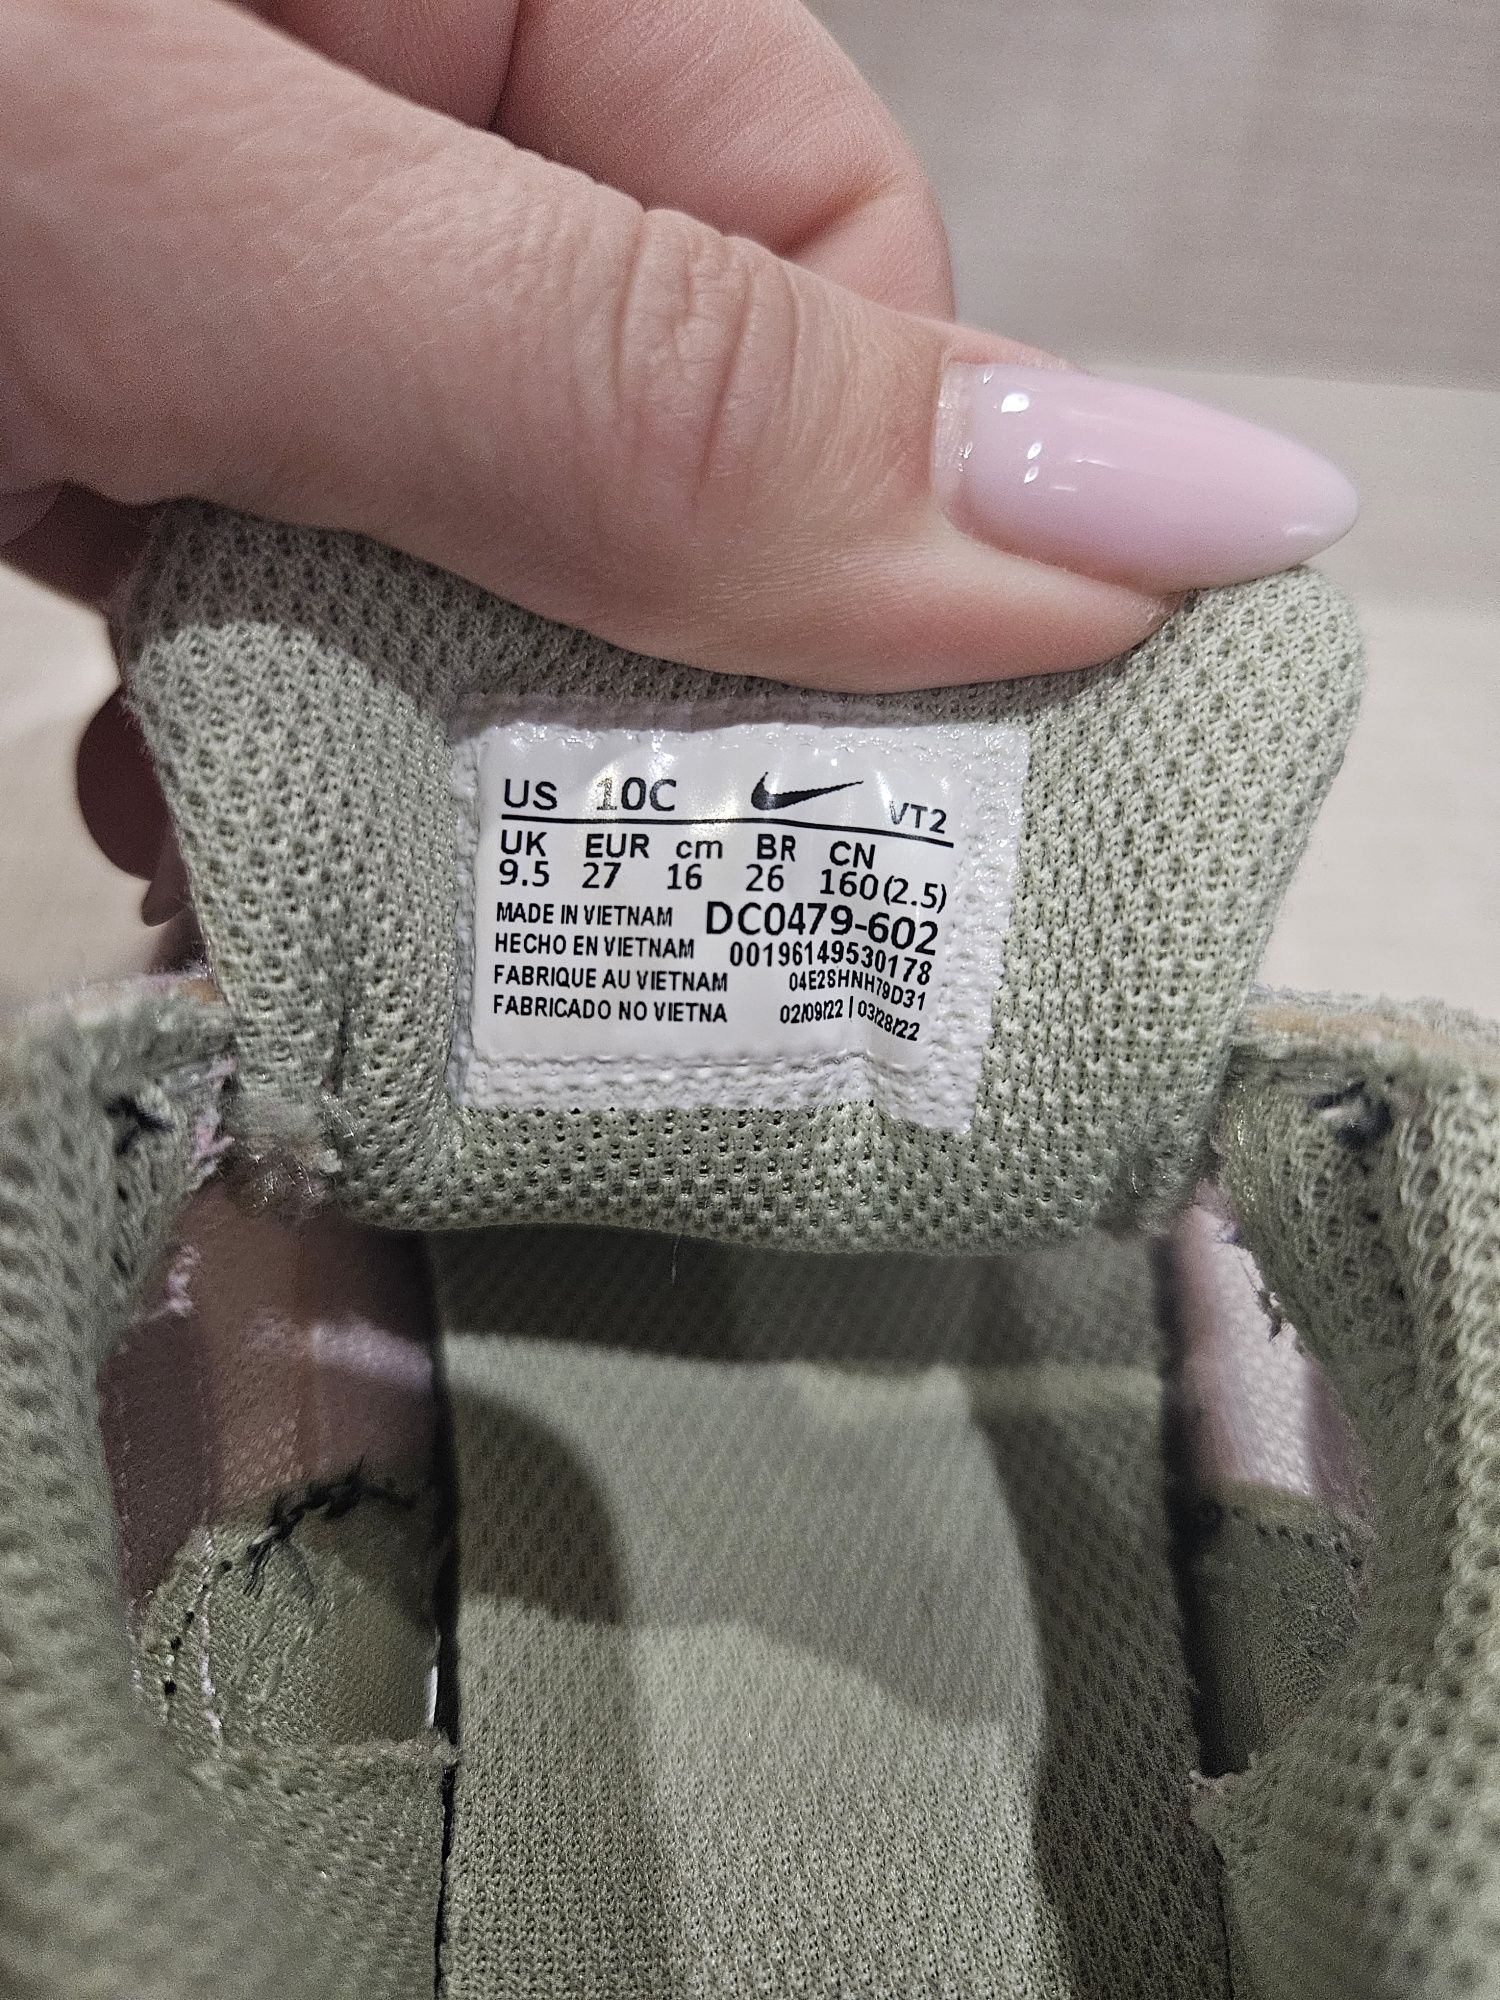 US 10C VT2
UK EUR cm BR CN
9.5 27 16 26 160(2.5)
MADE IN VIETNAM DC0479-602
HECHO EN VIETNAM 00196149530178
FABRIQUE AU VIETNAM 04E2SHNH79D31
FABRICADO NO VIETNA 02/09/22 | 03/28/22